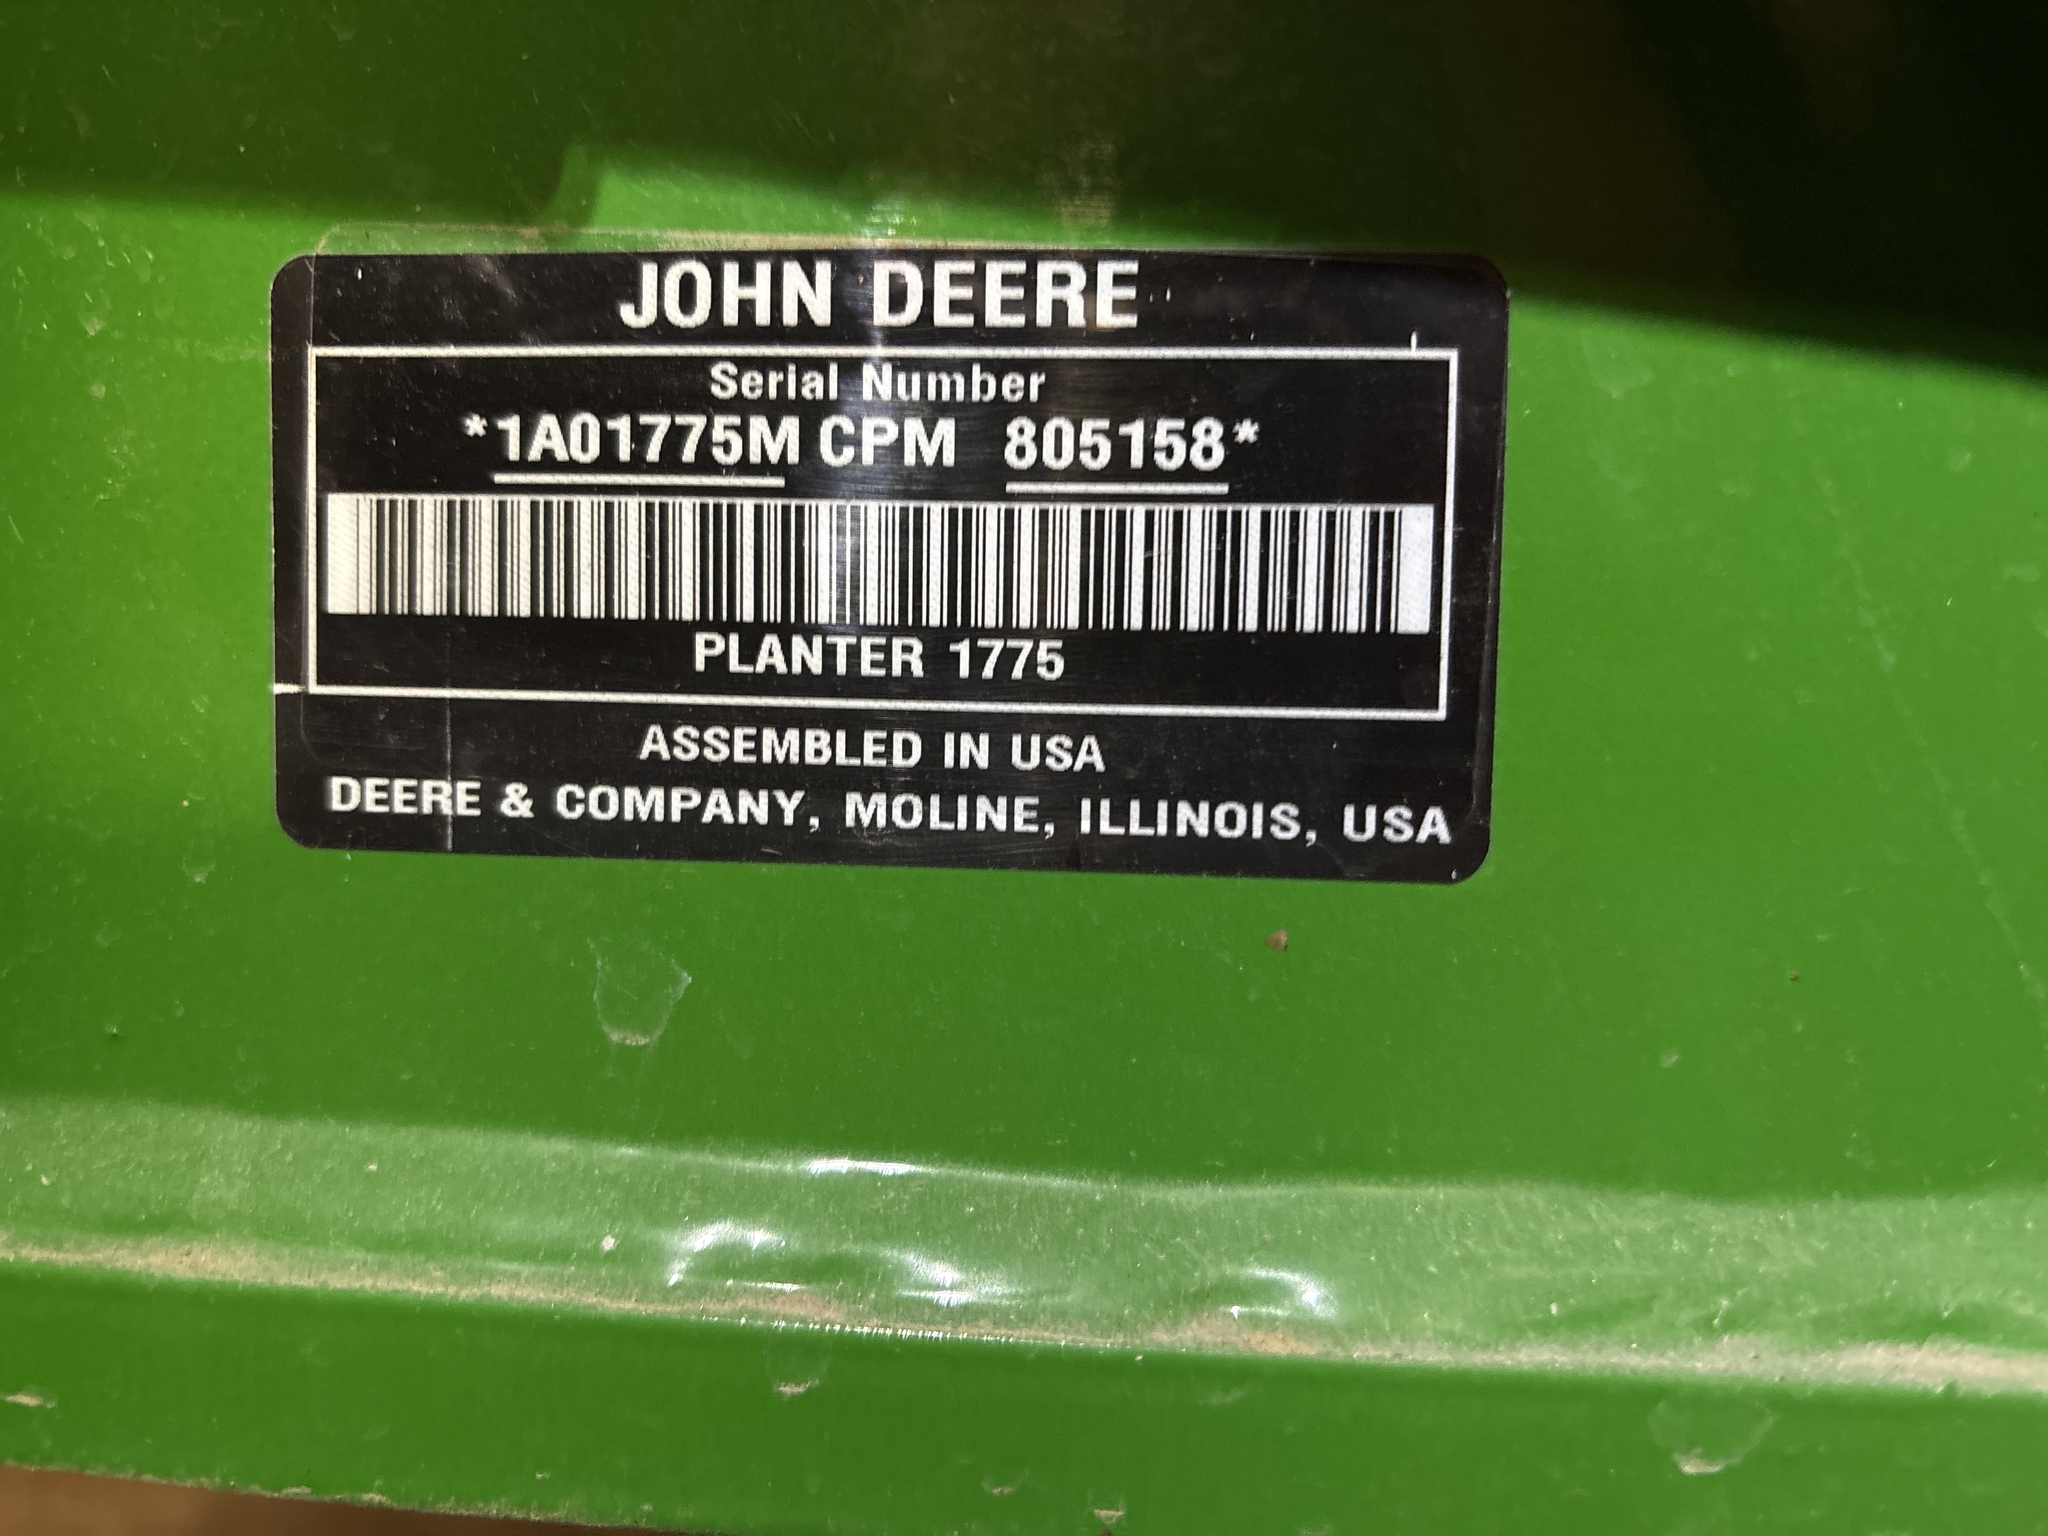 JOHN DEERE
Serial Number
*1A01775M CPM 805158*
PLANTER 1775
ASSEMBLED IN USA
DEERE & COMPANY, MOLINE, ILLINOIS, USA